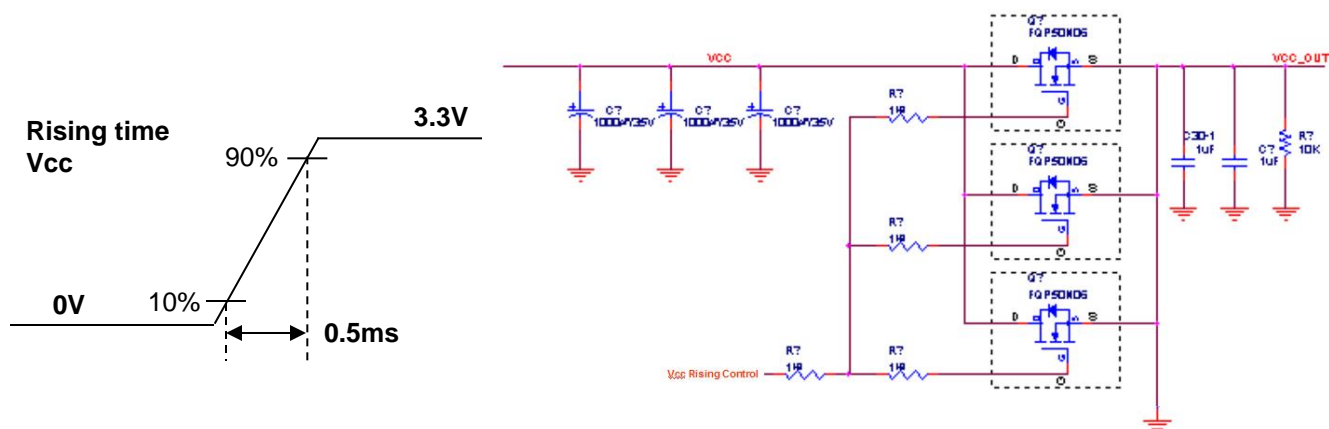 Rising time
Vcc
90%
3.3V
0V
10%
0.5ms
VCC
C?
1000uF/35V
C?
1000uF/35V
C?
1000uF/35V
R?
1K
R?
1K
R?
1K
R?
1K
Vcc Rising Control
Q?
FQP50N06
D
S
G
Q?
FQP50N06
D
S
G
Q?
FQP50N06
D
S
G
VCC_OUT
C30-1
1uF
C?
1uF
R?
10K